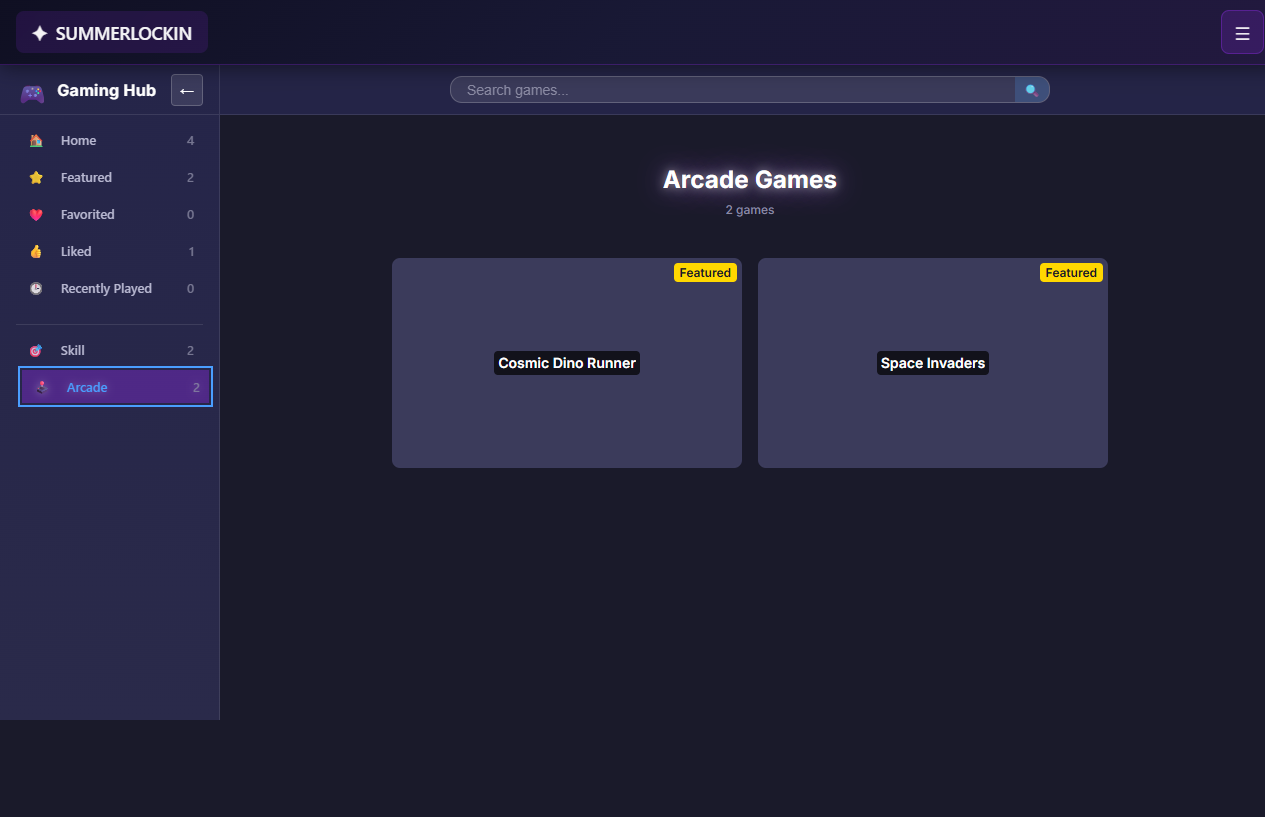 ✦ SUMMERLOCKIN
☰
Gaming Hub ←
Search games...
Home 4
Featured 2
Favorited 0
Liked 1
Recently Played 0
Skill 2
Arcade 2
Arcade Games
2 games
Featured
Cosmic Dino Runner
Featured
Space Invaders